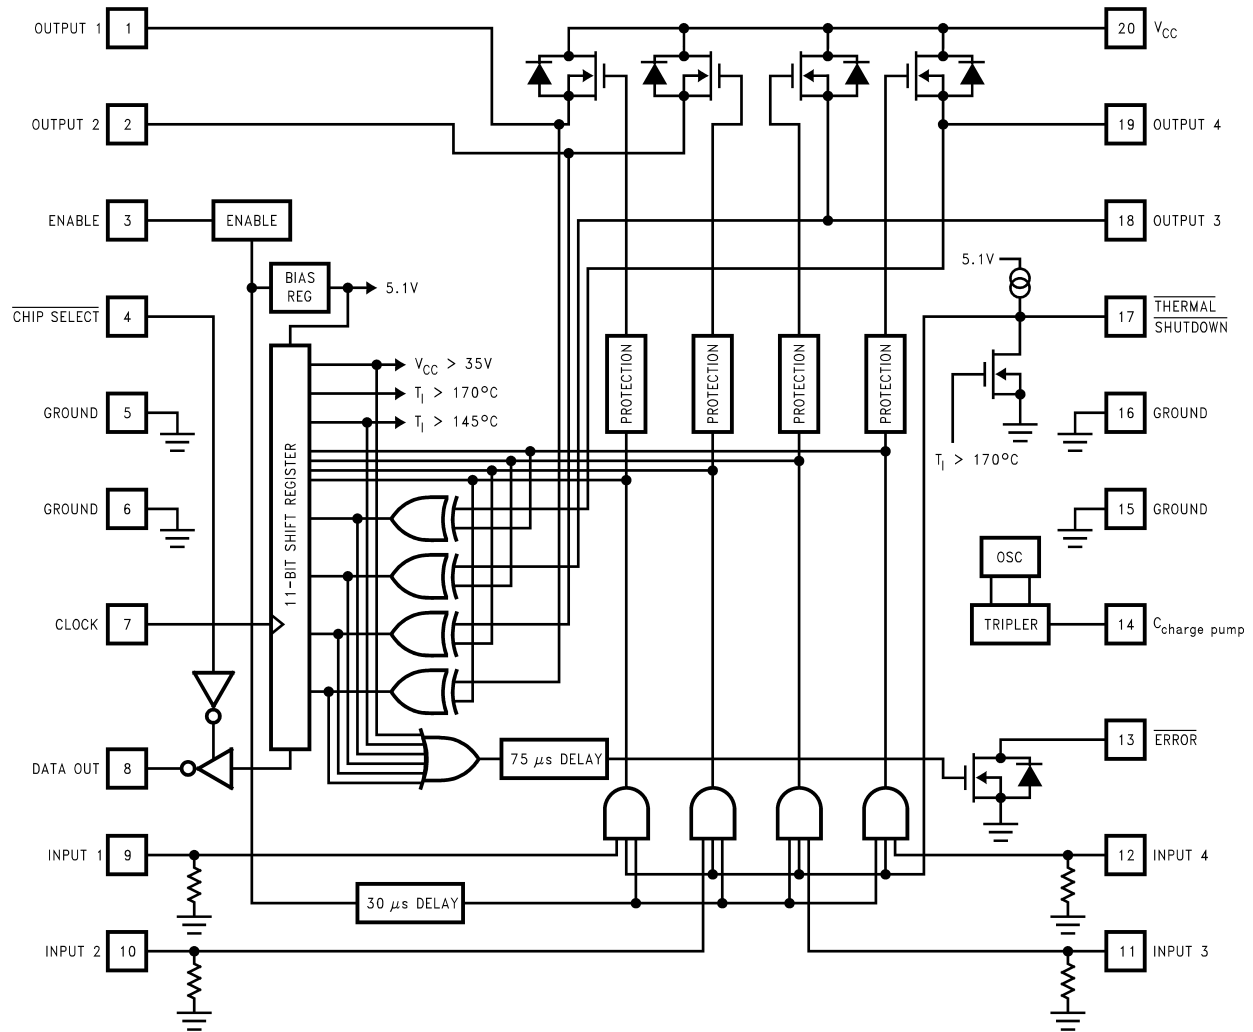 OUTPUT 1
1
20
VCC
OUTPUT 2
2
19
OUTPUT 4
ENABLE
3
ENABLE
18
OUTPUT 3
5.1V
BIAS
REG
5.1V
CHIP SELECT
4
17
THERMAL
SHUTDOWN
VCC > 35V
TI > 170°C
TI > 145°C
PROTECTION
PROTECTION
PROTECTION
PROTECTION
GROUND
5
16
GROUND
TI > 170°C
11-BIT SHIFT REGISTER
GROUND
6
15
GROUND
OSC
CLOCK
7
TRIPLER
14
Ccharge pump
13
ERROR
DATA OUT
8
75 μs DELAY
INPUT 1
9
12
INPUT 4
30 μs DELAY
INPUT 2
10
11
INPUT 3